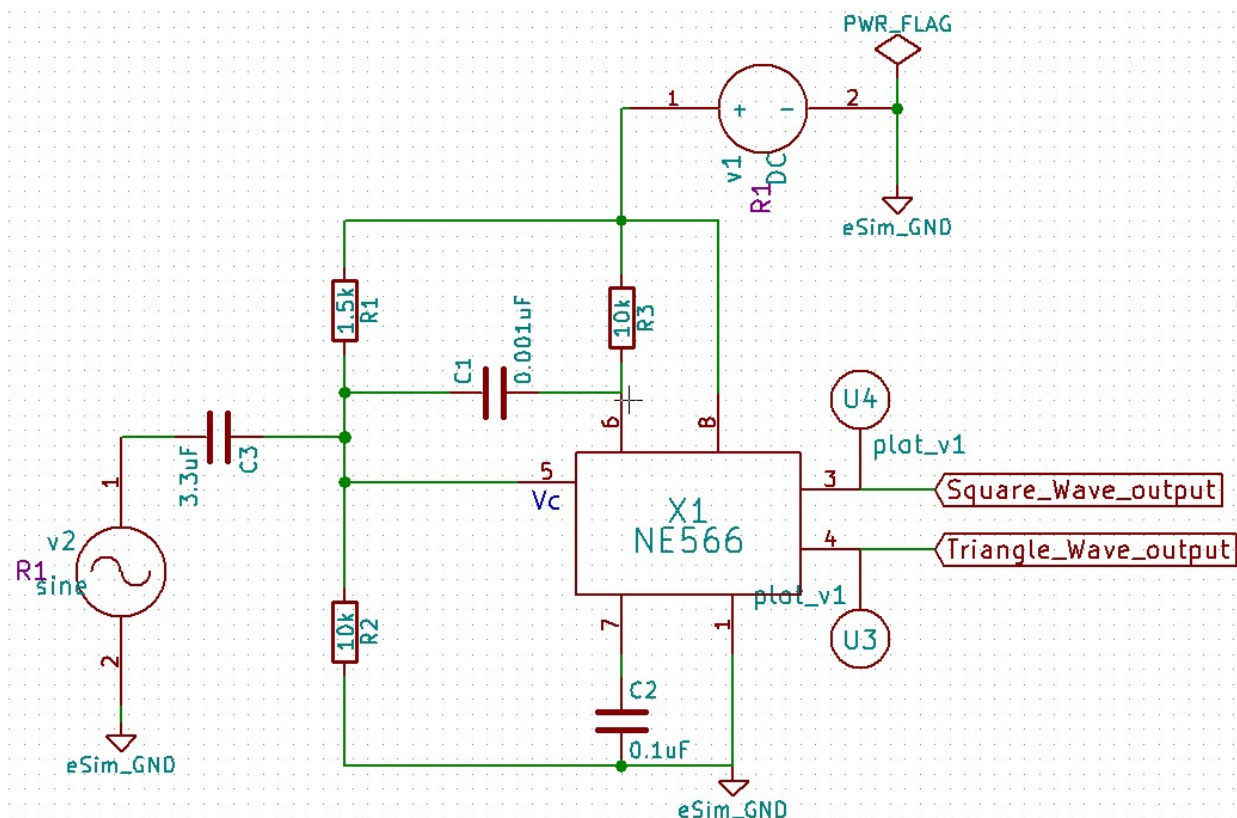 PWR_FLAG
1
+
-
2
v1
DC
R1
eSim_GND
1.5k
R1
10k
R3
C1
0.001uF
6
8
U4
plat_v1
3.3uF
C3
5
Vc
3
Square_Wave_output
X1
NE566
4
Triangle_Wave_output
1
v2
R1
sine
2
eSim_GND
10k
R2
7
1
plat_v1
U3
C2
0.1uF
eSim_GND